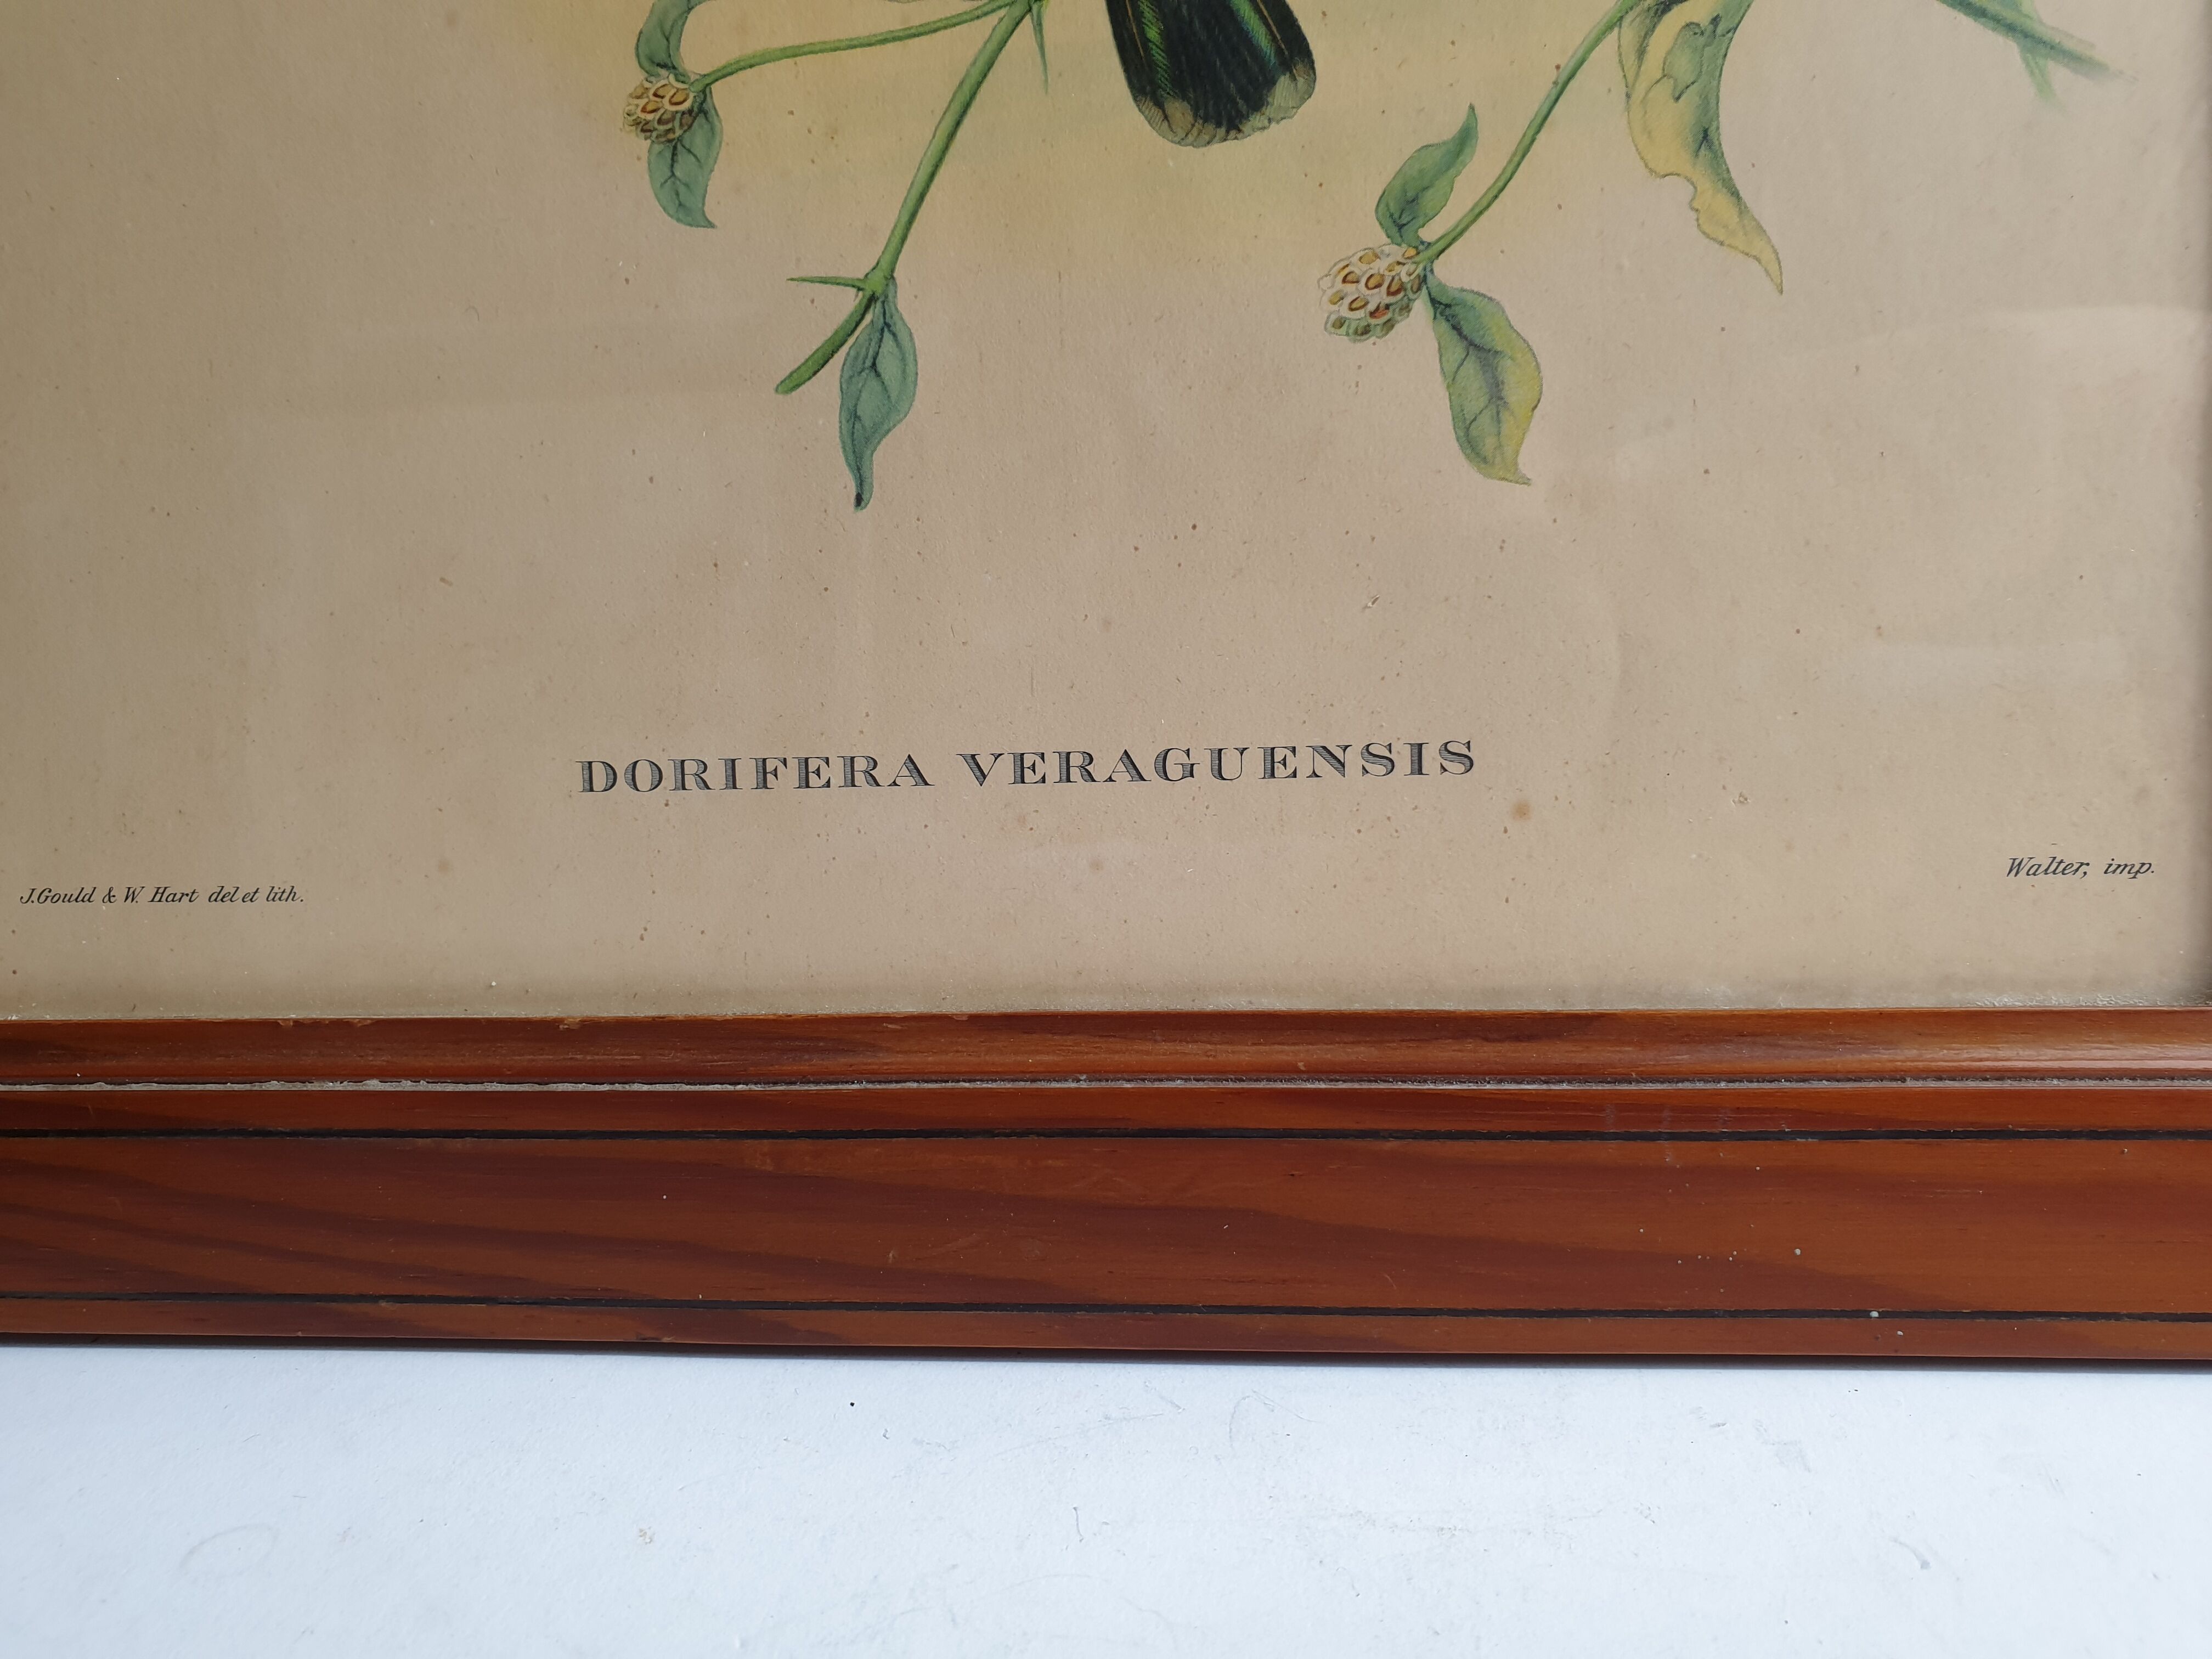 DORIFERA VERAGUENSIS
J.Gould & W. Hart del et lith.
Walter, imp.